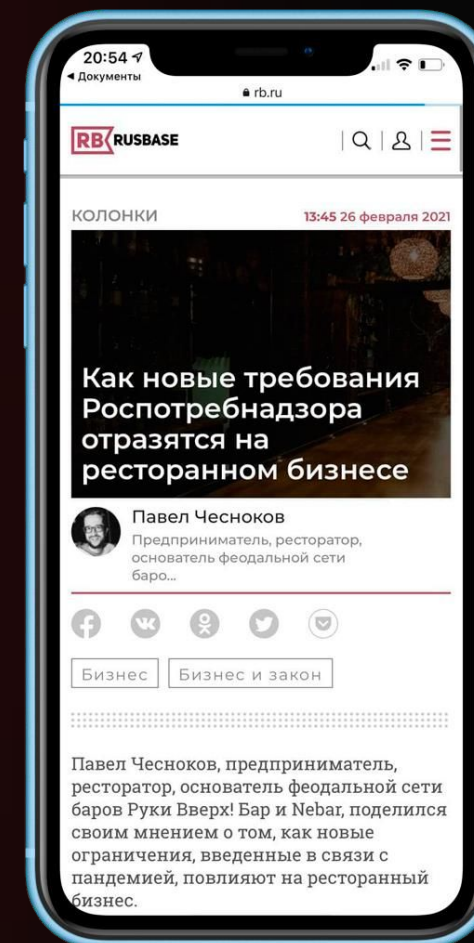 20:54
Документы
rb.ru
RB RUSBASE
КОЛОНКИ
13:45 26 февраля 2021
Как новые требования
Роспотребнадзора
отразятся на
ресторанном бизнесе
Павел Чесноков
Предприниматель, ресторатор,
основатель феодальной сети
баро...
Бизнес
Бизнес и закон
Павел Чесноков, предприниматель,
ресторатор, основатель феодальной сети
баров Руки Вверх! Бар и Nebar, поделился
своим мнением о том, как новые
ограничения, введенные в связи с
пандемией, повлияют на ресторанный
бизнес.